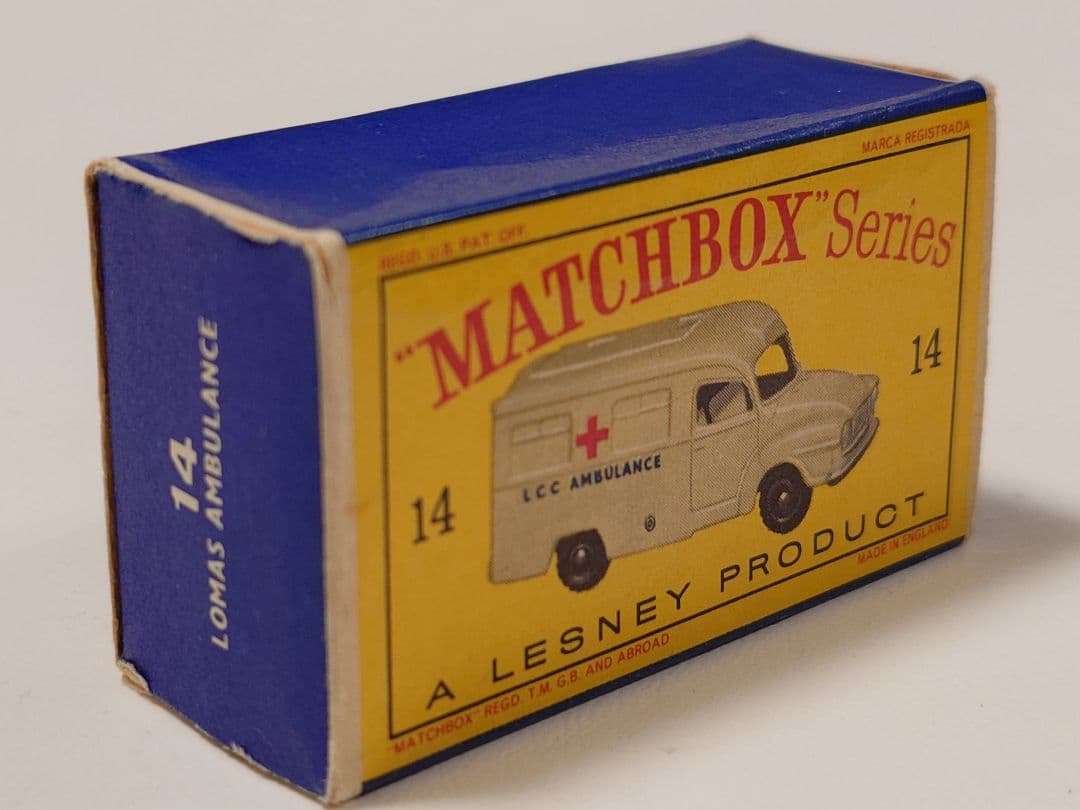 14
LOMAS AMBULANCE
REGD. U.S. PAT. OFF.
MARCA REGISTRADA
"MATCHBOX" Series
14
LCC AMBULANCE
14
A LESNEY PRODUCT
"MATCHBOX" REGD. T.M. G.B. AND ABROAD
MADE IN ENGLAND